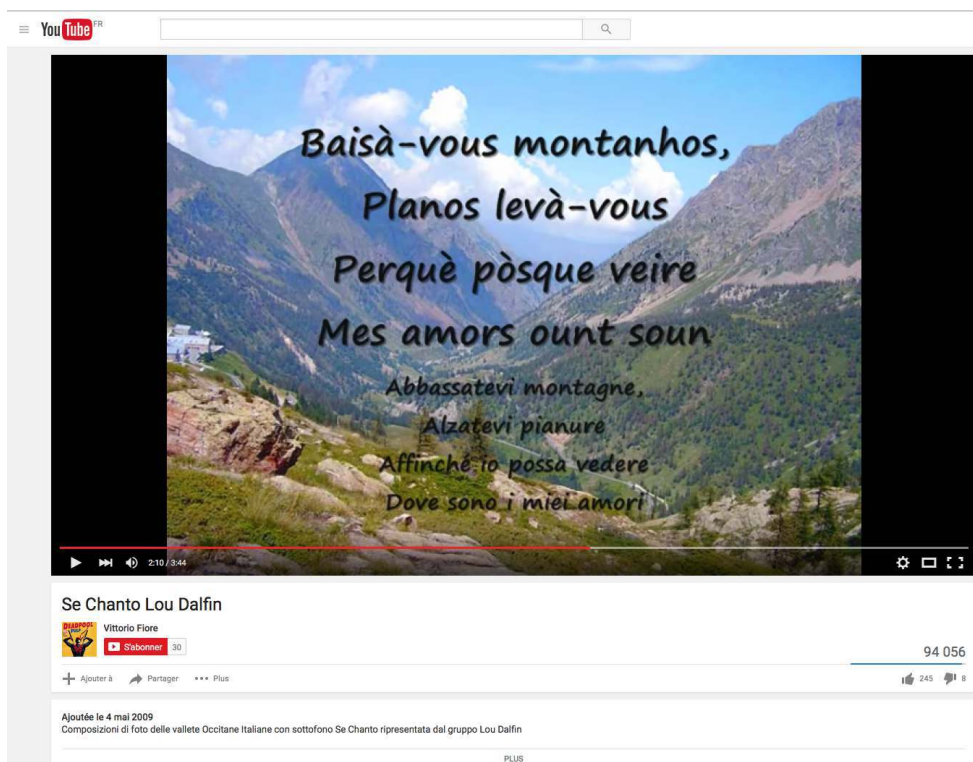 YouTube FR
Baisà-vous montanhos,
Planos levà-vous
Perquè pòsque veire
Mes amors ount soun
Abbassatevi montagne,
Alzatevi pianure
Affinchè io possa vedere
Dove sono i miei amori
2:10 / 3:44
Se Chanto Lou Dalfin
DEADPOOL
Vittorio Fiore
S'abonner 30
94 056
Ajouter à Partager Plus 245 8
Ajoutée le 4 mai 2009
Composizioni di foto delle vallete Occitane Italiane con sottofono Se Chanto ripresentata dal gruppo Lou Dalfin
PLUS